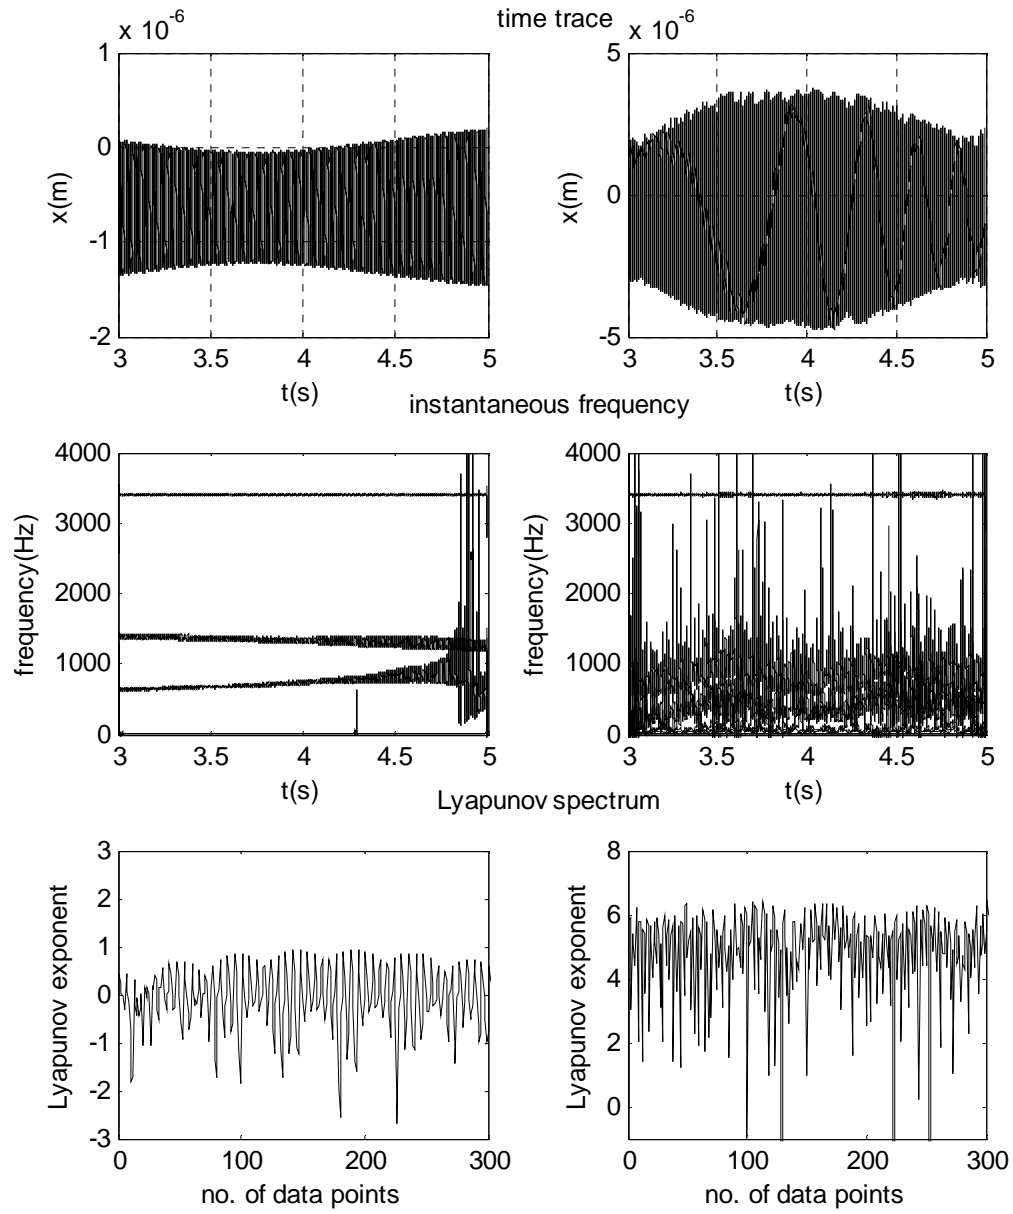 time trace
x 10-6
x 10-6
1
0
-1
-2
x(m)
3 3.5 4 4.5 5
t(s)
5
0
-5
x(m)
3 3.5 4 4.5 5
t(s)
instantaneous frequency
4000
3000
2000
1000
0
frequency(Hz)
3 3.5 4 4.5 5
t(s)
4000
3000
2000
1000
0
frequency(Hz)
3 3.5 4 4.5 5
t(s)
Lyapunov spectrum
3
2
1
0
-1
-2
-3
Lyapunov exponent
0 100 200 300
no. of data points
8
6
4
2
0
Lyapunov exponent
0 100 200 300
no. of data points